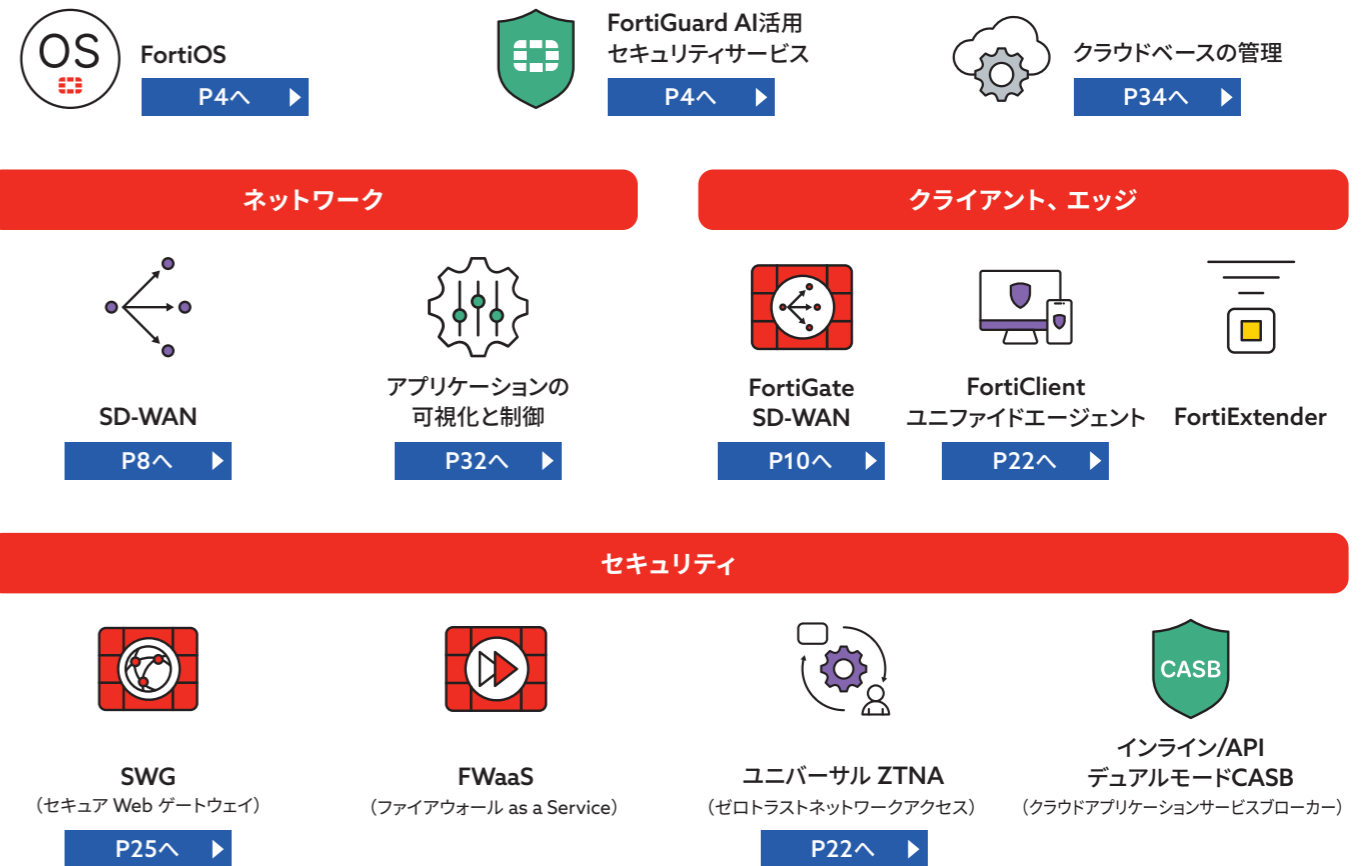 OS
FortiOS
P4へ
FortiGuard AI活用
セキュリティサービス
P4へ
クラウドベースの管理
P34へ
ネットワーク
クライアント、エッジ
SD-WAN
P8へ
アプリケーションの
可視化と制御
P32へ
FortiGate
SD-WAN
P10へ
FortiClient
ユニファイドエージェント
P22へ
FortiExtender
セキュリティ
SWG
（セキュア Web ゲートウェイ）
P25へ
FWaaS
（ファイアウォール as a Service）
ユニバーサル ZTNA
（ゼロトラストネットワークアクセス）
P22へ
CASB
インライン/API
デュアルモードCASB
（クラウドアプリケーションサービスブローカー）